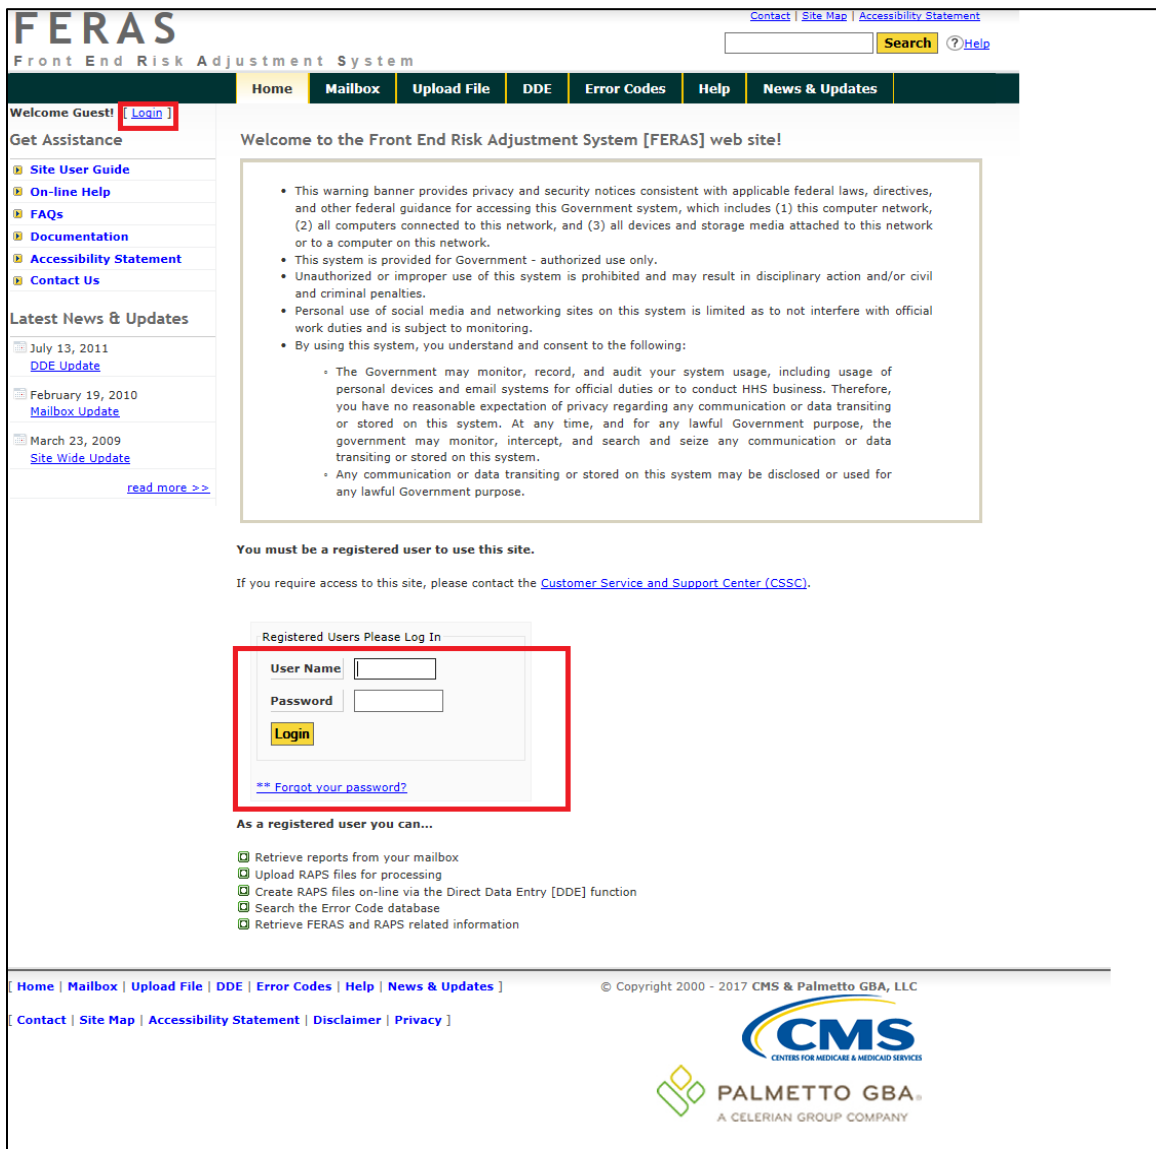 FERAS
Front End Risk Adjustment System
Contact | Site Map | Accessibility Statement
Search ? Help
Home Mailbox Upload File DDE Error Codes Help News & Updates
Welcome Guest! [ Login ]
Get Assistance
Site User Guide
On-line Help
FAQs
Documentation
Accessibility Statement
Contact Us
Latest News & Updates
July 13, 2011
DDE Update
February 19, 2010
Mailbox Update
March 23, 2009
Site Wide Update
read more >>
Welcome to the Front End Risk Adjustment System [FERAS] web site!
• This warning banner provides privacy and security notices consistent with applicable federal laws, directives,
and other federal guidance for accessing this Government system, which includes (1) this computer network,
(2) all computers connected to this network, and (3) all devices and storage media attached to this network
or to a computer on this network.
• This system is provided for Government - authorized use only.
• Unauthorized or improper use of this system is prohibited and may result in disciplinary action and/or civil
and criminal penalties.
• Personal use of social media and networking sites on this system is limited as to not interfere with official
work duties and is subject to monitoring.
• By using this system, you understand and consent to the following:
◦ The Government may monitor, record, and audit your system usage, including usage of
personal devices and email systems for official duties or to conduct HHS business. Therefore,
you have no reasonable expectation of privacy regarding any communication or data transiting
or stored on this system. At any time, and for any lawful Government purpose, the
government may monitor, intercept, and search and seize any communication or data
transiting or stored on this system.
◦ Any communication or data transiting or stored on this system may be disclosed or used for
any lawful Government purpose.
You must be a registered user to use this site.
If you require access to this site, please contact the Customer Service and Support Center (CSSC).
Registered Users Please Log In
User Name
Password
Login
** Forgot your password?
As a registered user you can...
Retrieve reports from your mailbox
Upload RAPS files for processing
Create RAPS files on-line via the Direct Data Entry [DDE] function
Search the Error Code database
Retrieve FERAS and RAPS related information
[ Home | Mailbox | Upload File | DDE | Error Codes | Help | News & Updates ]
© Copyright 2000 - 2017 CMS & Palmetto GBA, LLC
[ Contact | Site Map | Accessibility Statement | Disclaimer | Privacy ]
CMS
CENTERS FOR MEDICARE & MEDICAID SERVICES
PALMETTO GBA®
A CELERIAN GROUP COMPANY